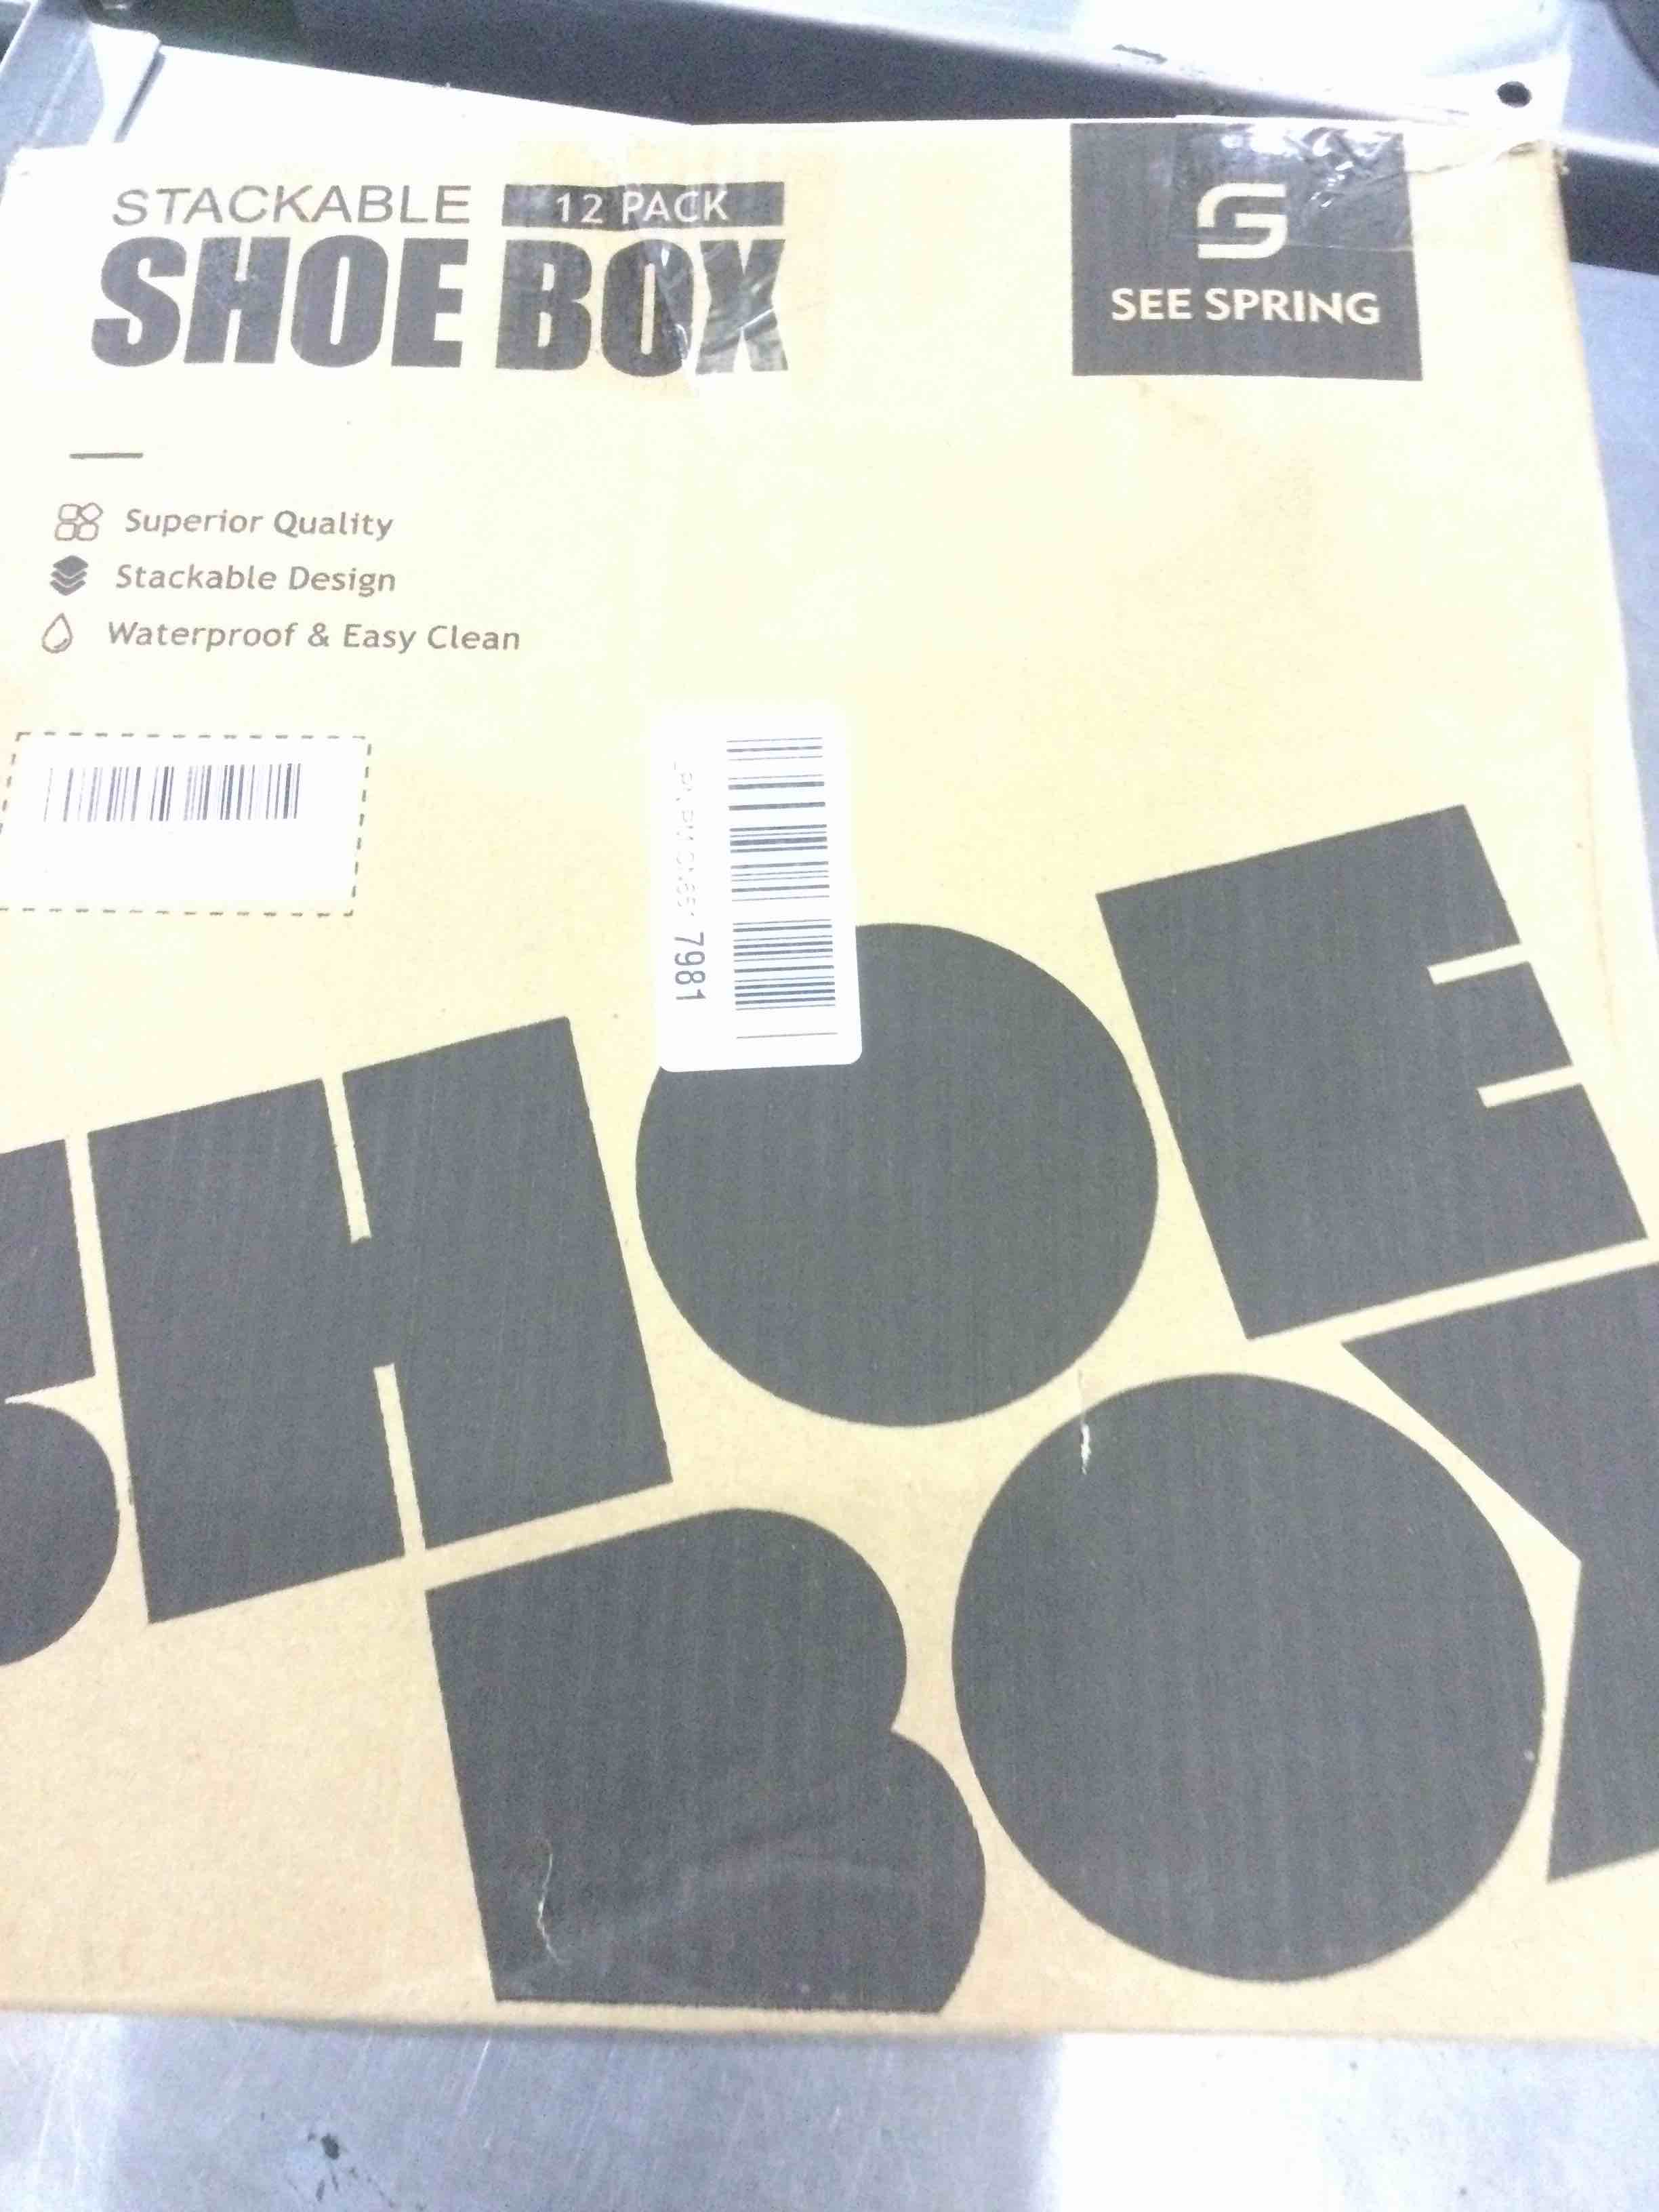 STACKABLE 12 PACK
SHOE BOX
SEE SPRING
Superior Quality
Stackable Design
Waterproof & Easy Clean
7981
SHOE
BOX